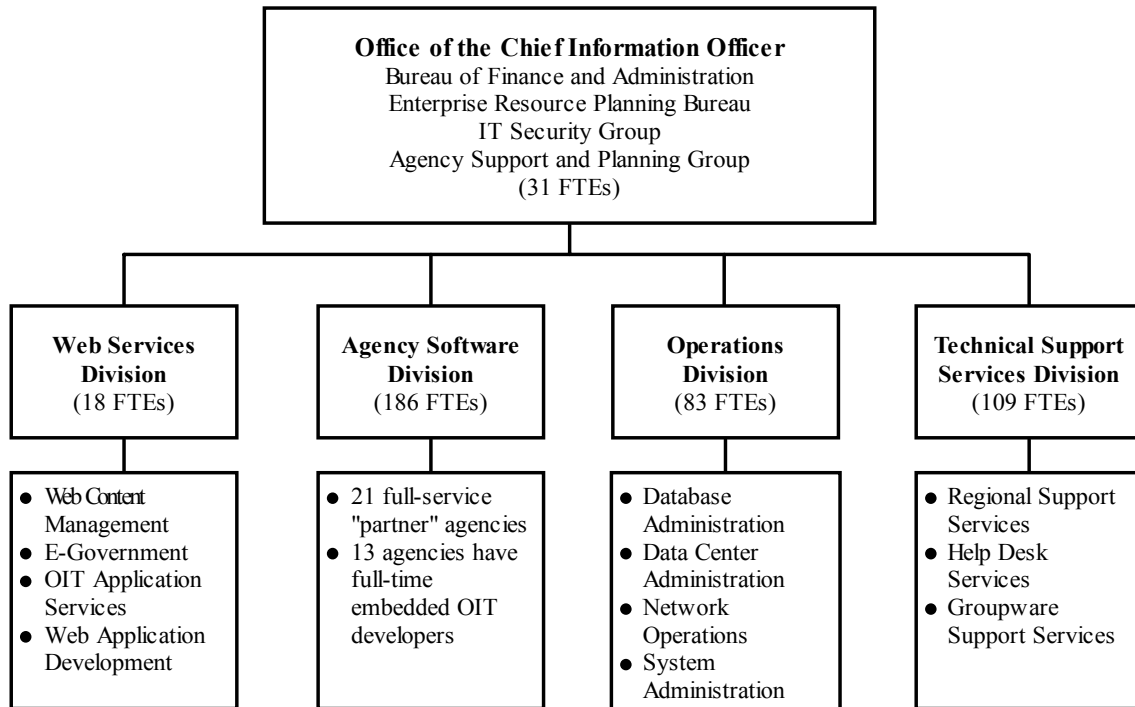 Office of the Chief Information Officer
Bureau of Finance and Administration
Enterprise Resource Planning Bureau
IT Security Group
Agency Support and Planning Group
(31 FTEs)
Web Services
Division
(18 FTEs)
Agency Software
Division
(186 FTEs)
Operations
Division
(83 FTEs)
Technical Support
Services Division
(109 FTEs)
● Web Content
Management
● E-Government
● OIT Application
Services
● Web Application
Development
● 21 full-service
"partner" agencies
● 13 agencies have
full-time
embedded OIT
developers
● Database
Administration
● Data Center
Administration
● Network
Operations
● System
Administration
● Regional Support
Services
● Help Desk
Services
● Groupware
Support Services